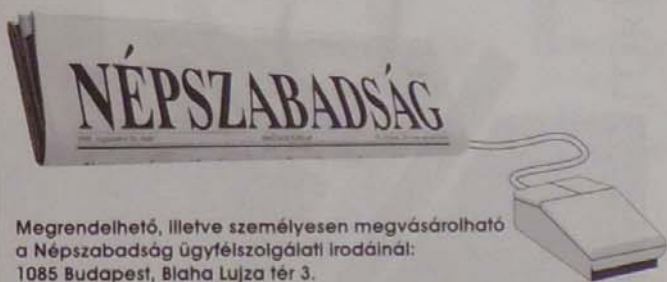 NÉPSZABADSÁG
Megrendelhető, illetve személyesen megvásárolható
a Népszabadság ügyfélszolgálati irodáinál:
1085 Budapest, Blaha Lujza tér 3.